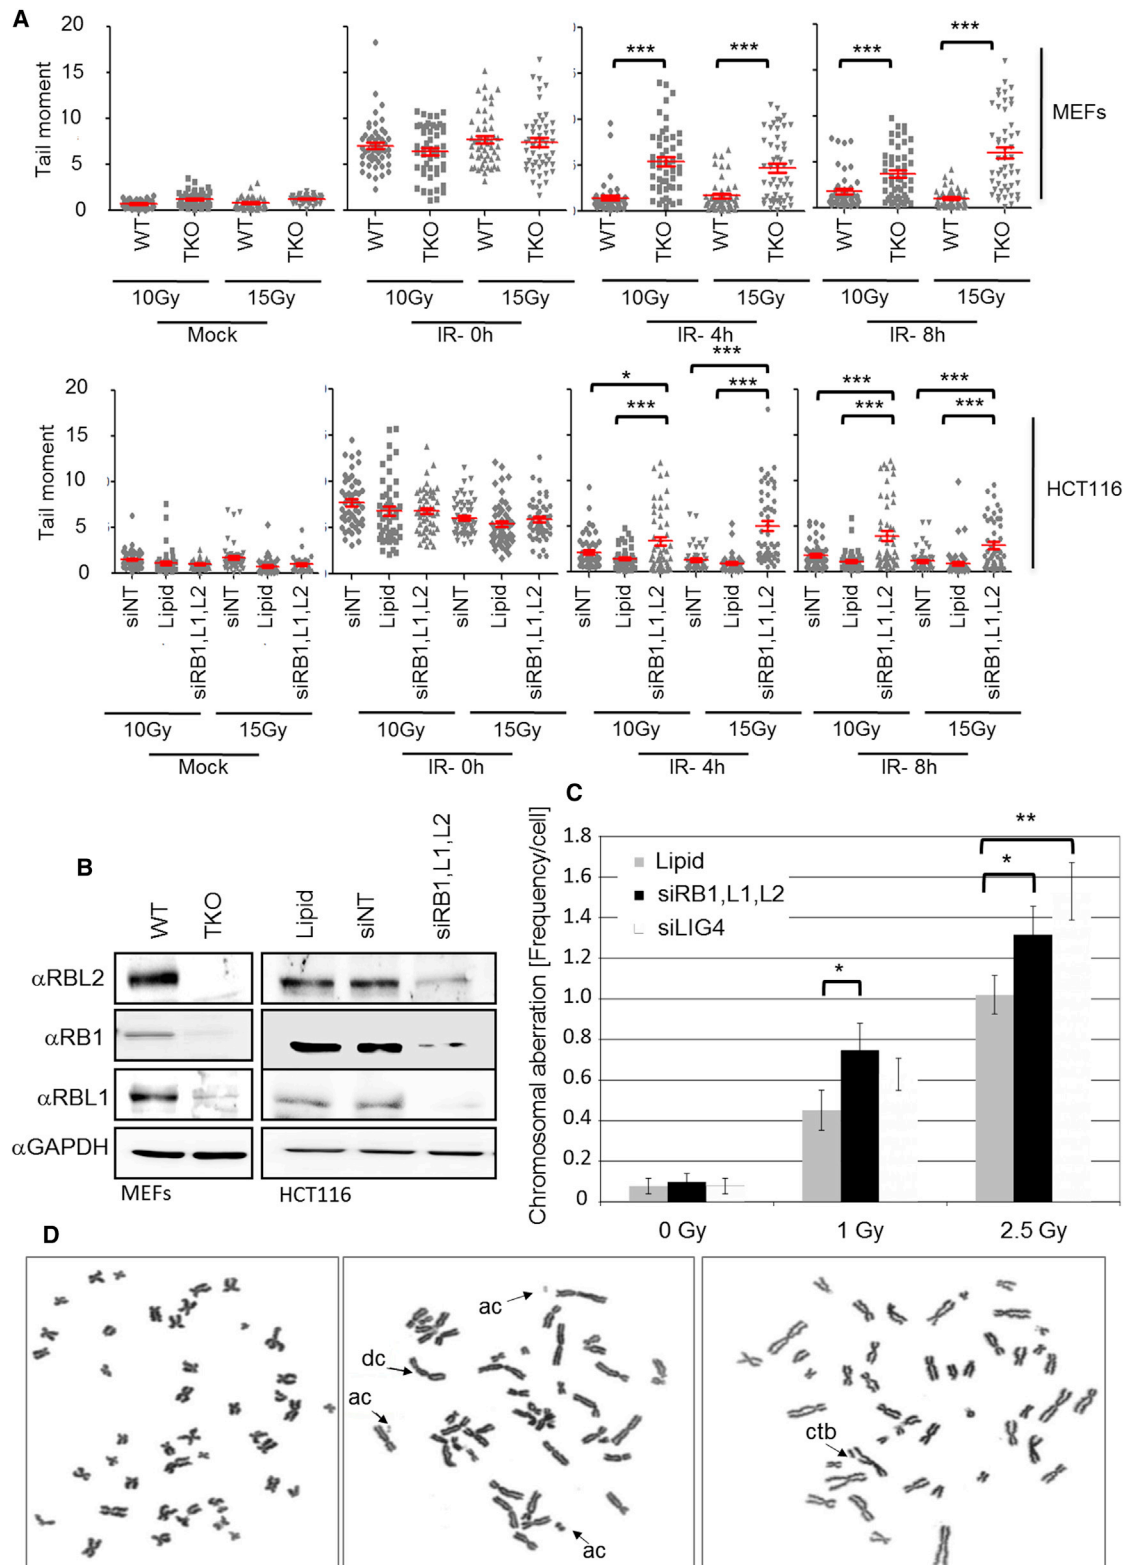 A
Tail moment
20
15
10
5
0
*** *** *** ***
MEFs
WT TKO WT TKO WT TKO WT TKO WT TKO WT TKO WT TKO WT TKO
10Gy 15Gy 10Gy 15Gy 10Gy 15Gy 10Gy 15Gy
Mock IR- 0h IR- 4h IR- 8h
Tail moment
20
15
10
5
0
* *** *** *** *** *** *** ***
HCT116
siNT Lipid siRB1,L1,L2 siNT Lipid siRB1,L1,L2 siNT Lipid siRB1,L1,L2 siNT Lipid siRB1,L1,L2 siNT Lipid siRB1,L1,L2 siNT Lipid siRB1,L1,L2 siNT Lipid siRB1,L1,L2 siNT Lipid siRB1,L1,L2
10Gy 15Gy 10Gy 15Gy 10Gy 15Gy 10Gy 15Gy
Mock IR- 0h IR- 4h IR- 8h
B
WT TKO Lipid siNT siRB1,L1,L2
αRBL2
αRB1
αRBL1
αGAPDH
MEFs HCT116
C
Chromosomal aberration [Frequency/cell]
1.8
1.6
1.4
1.2
1.0
0.8
0.6
0.4
0.2
0
Lipid
siRB1,L1,L2
siLIG4
*
*
**
0 Gy 1 Gy 2.5 Gy
D
ac
dc
ac
ac
ctb